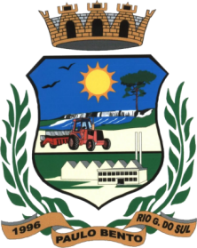 1996
PAULO BENTO
RIO G. DO SUL